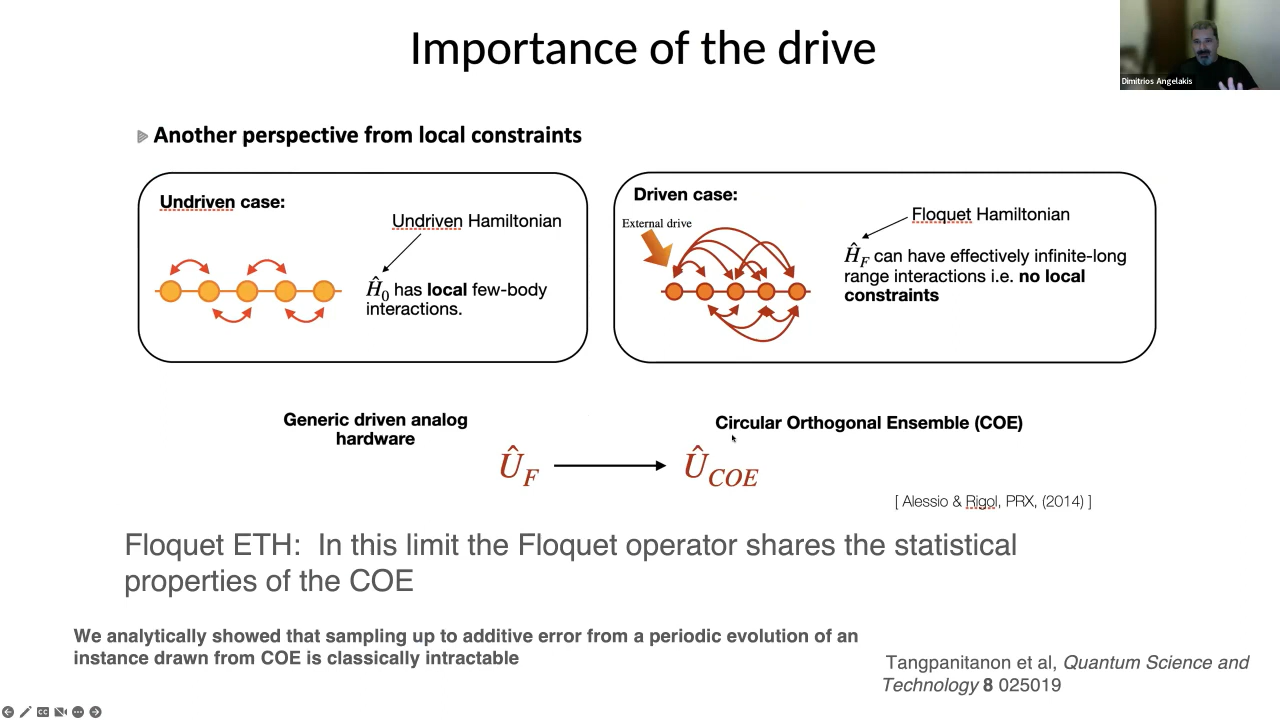 Importance of the drive
Dimitrios Angelakis
Another perspective from local constraints
Undriven case:
Undriven Hamiltonian
Ĥ0 has local few-body
interactions.
Driven case:
External drive
Floquet Hamiltonian
ĤF can have effectively infinite-long
range interactions i.e. no local
constraints
Generic driven analog
hardware
Circular Orthogonal Ensemble (COE)
ÛF ⟶ ÛCOE
[ Alessio & Rigol, PRX, (2014) ]
Floquet ETH: In this limit the Floquet operator shares the statistical
properties of the COE
We analytically showed that sampling up to additive error from a periodic evolution of an
instance drawn from COE is classically intractable
Tangpanitanon et al, Quantum Science and
Technology 8 025019
CC